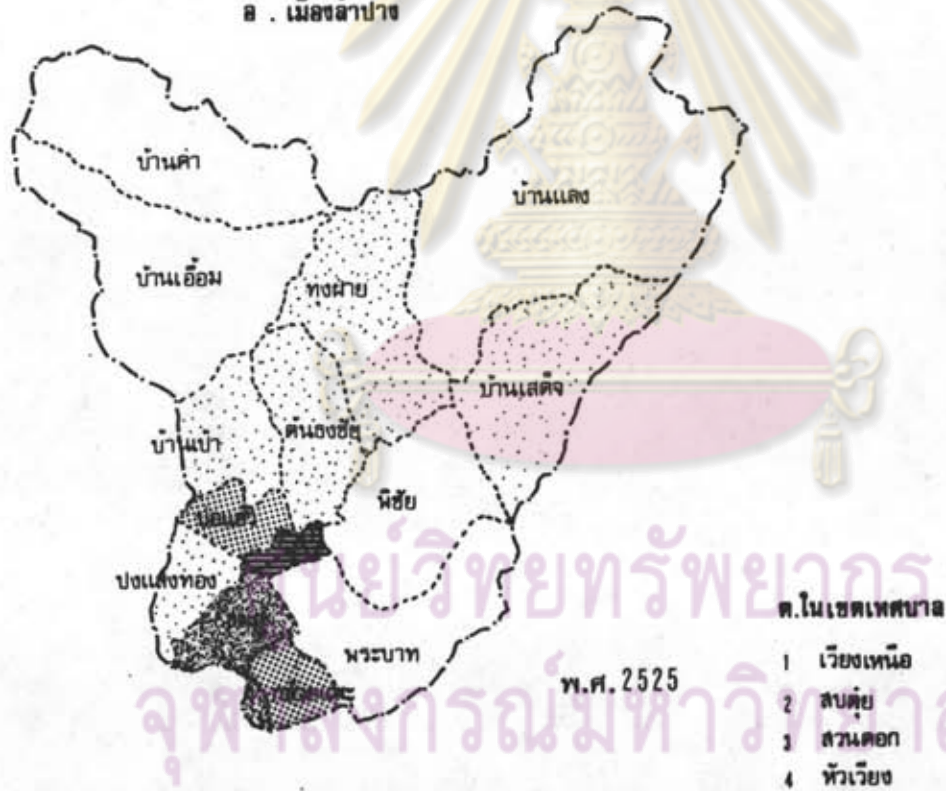 อ . เมืองลำปาง
บ้านค่า
บ้านแลง
บ้านเอื้อม
ทุ่งฝาย
บ้านเสด็จ
บ้านเป้า
ต้นธงชัย
พิชัย
บ่อแฮ้ว
ปงแสงทอง
พระบาท
ศูนย์วิทยทรัพยากร
จุฬาลงกรณ์มหาวิทยาล
พ.ศ. 2525
ต.ในเขตเทศบาล
1 เวียงเหนือ
2 สบตุ๋ย
3 สวนดอก
4 หัวเวียง